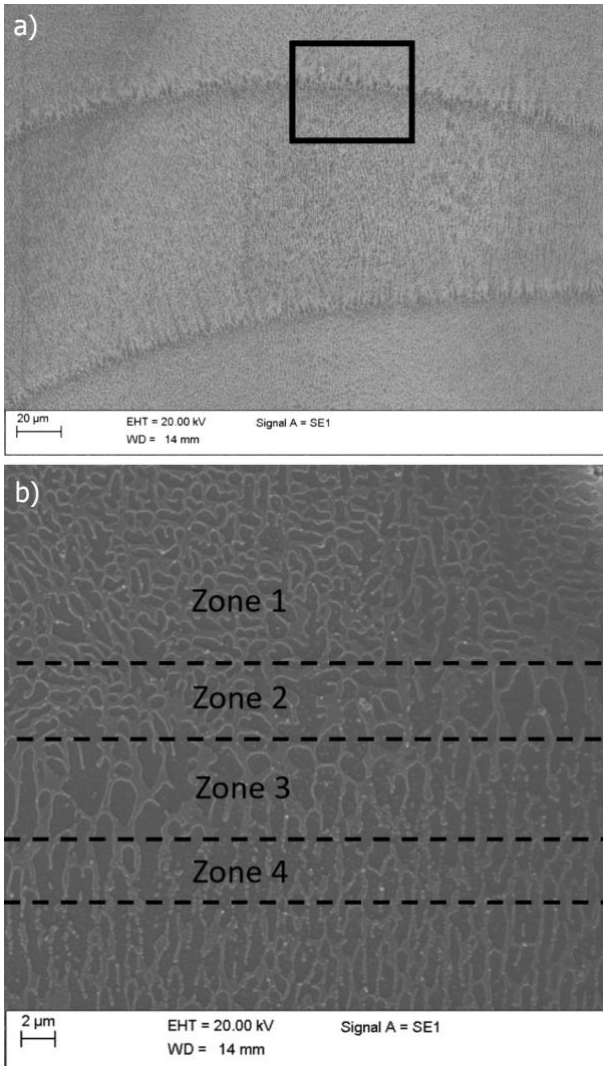 a)
20 µm
EHT = 20.00 kV
Signal A = SE1
WD = 14 mm
b)
Zone 1
Zone 2
Zone 3
Zone 4
2 µm
EHT = 20.00 kV
Signal A = SE1
WD = 14 mm